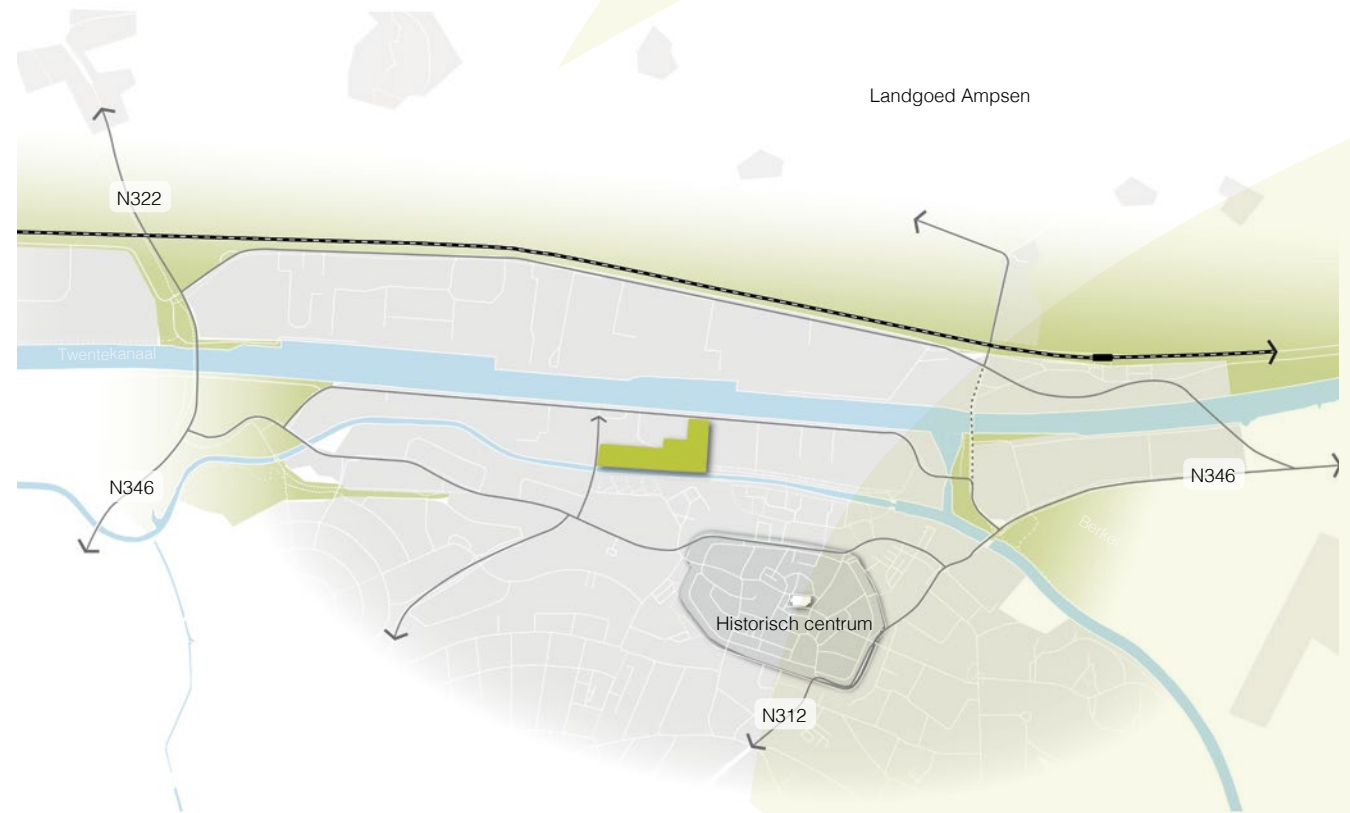 Landgoed Ampsen
N322
Twentekanaal
N346
N346
Berkel
Historisch centrum
N312